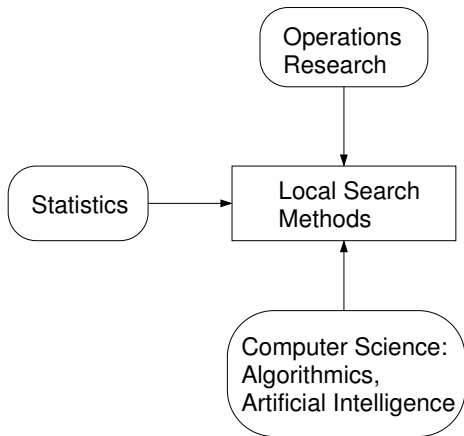 Operations
Research
Statistics
Local Search
Methods
Computer Science:
Algorithmics,
Artificial Intelligence